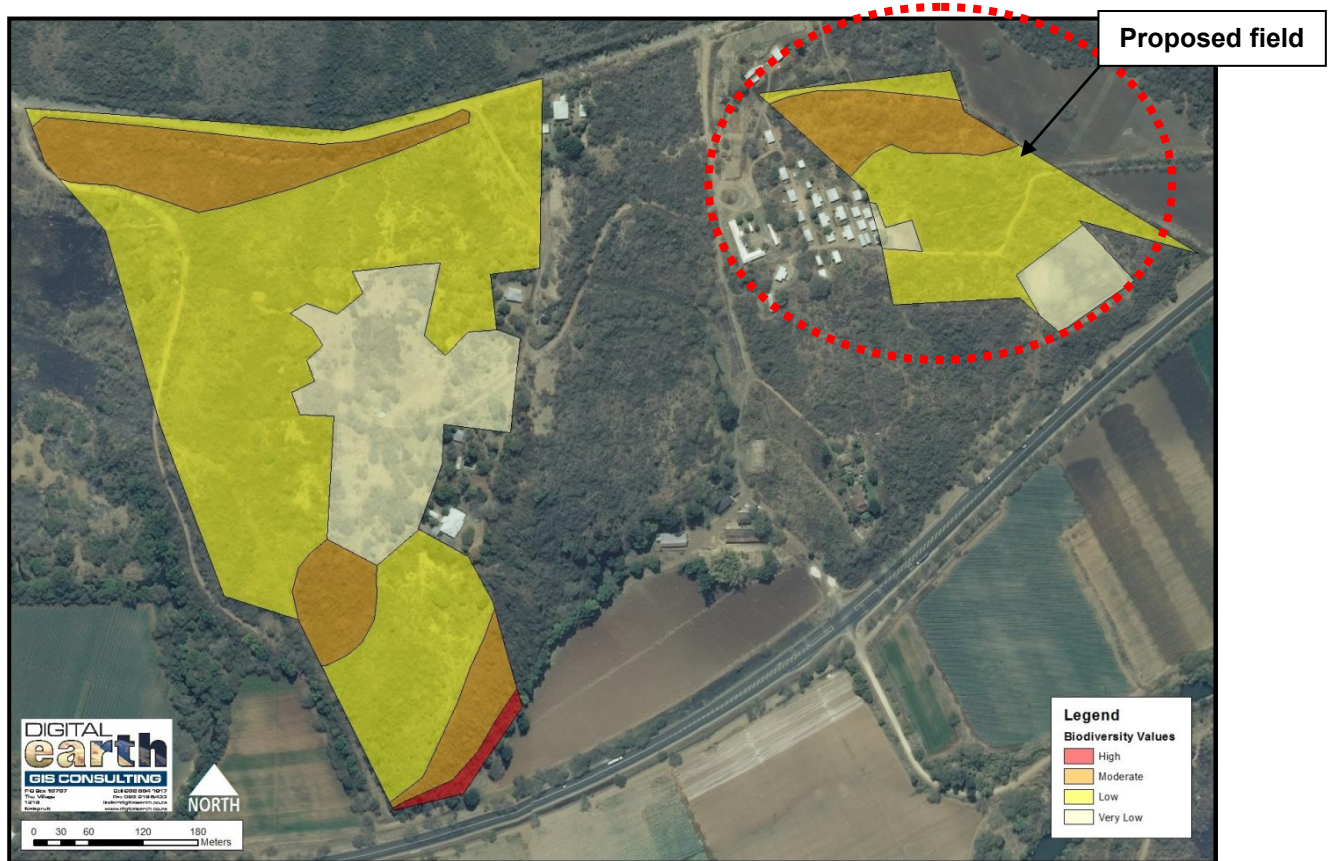 Proposed field
DIGITAL
earth
GIS CONSULTING
NORTH
0 30 60 120 180
Meters
Legend
Biodiversity Values
High
Moderate
Low
Very Low